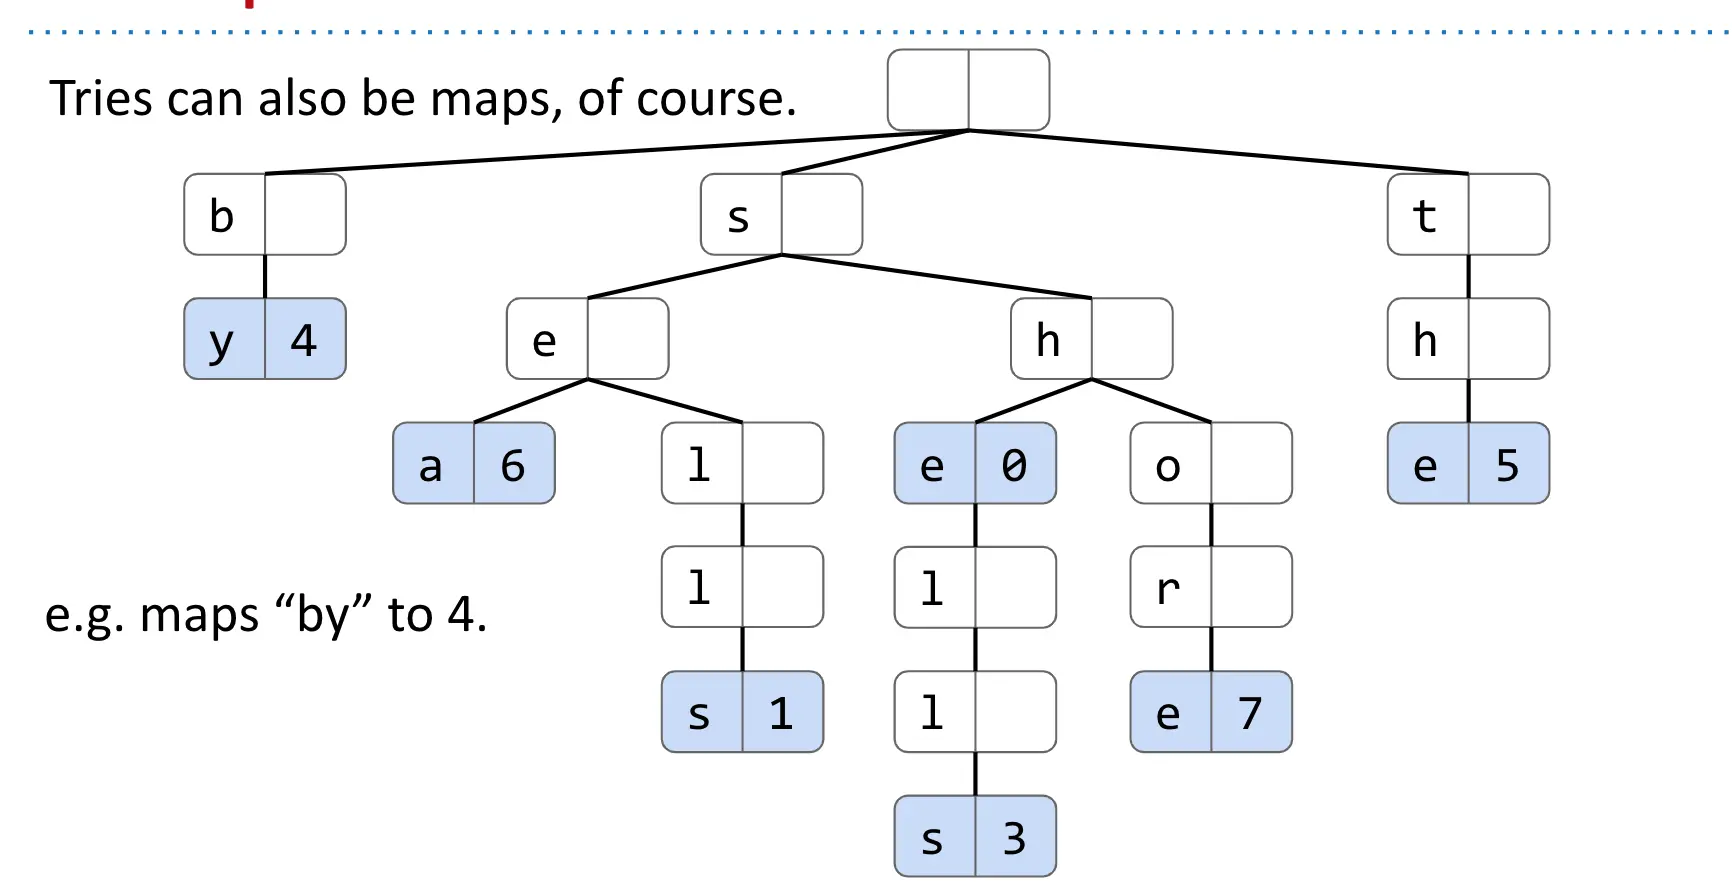 Tries can also be maps, of course.
b s t
y 4 e h h
a 6 l e 0 o e 5
e.g. maps “by” to 4.
l l r
s 1 l e 7
s 3